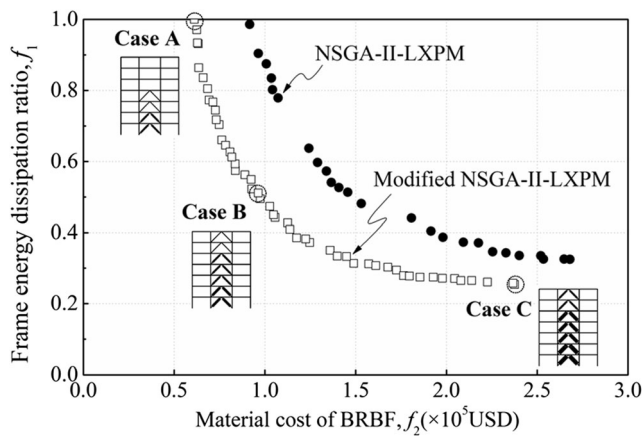 1.0
0.8
0.6
0.4
0.2
0.0
Frame energy dissipation ratio, f1
Case A
NSGA-II-LXPM
Modified NSGA-II-LXPM
Case B
Case C
0.0 0.5 1.0 1.5 2.0 2.5 3.0
Material cost of BRBF, f2(×10⁵USD)